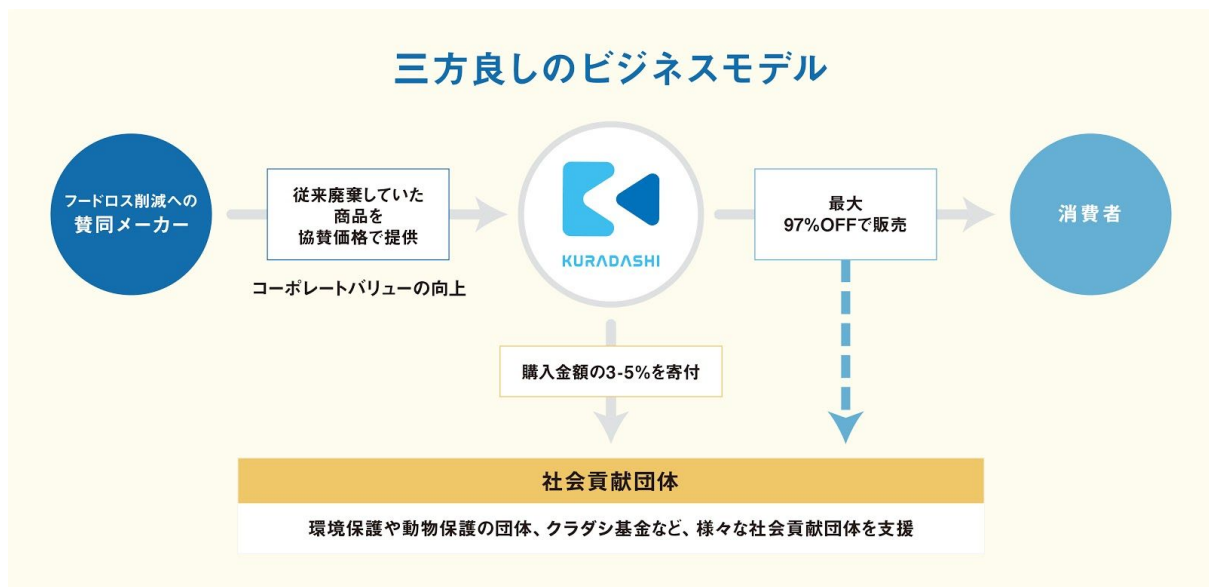 三方良しのビジネスモデル
フードロス削減への
賛同メーカー
従来廃棄していた
商品を
協賛価格で提供
コーポレートバリューの向上
KURADASHI
最大
97%OFFで販売
消費者
購入金額の3-5%を寄付
社会貢献団体
環境保護や動物保護の団体、クラダシ基金など、様々な社会貢献団体を支援